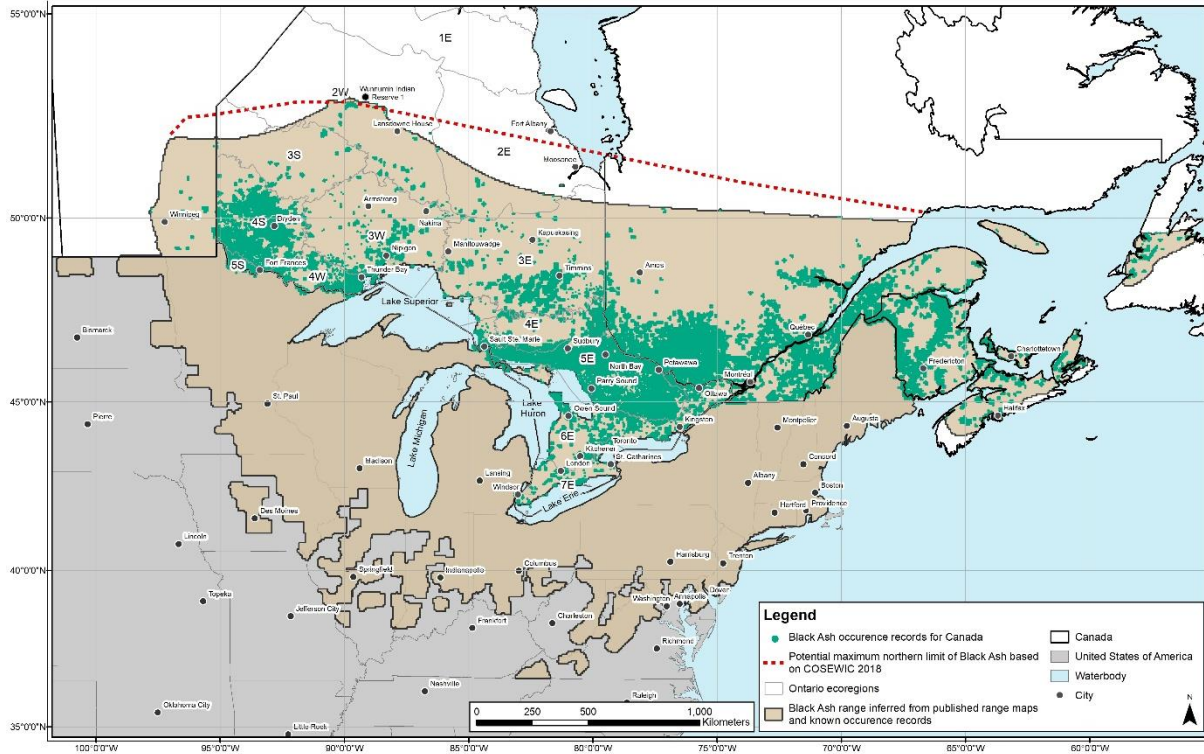 55°0'0"N
1E
2W
Wunnumin Indian
Reserve 1
Lansdowne House
Fort Albany
2E
Moosonee
3S
50°0'0"N
Winnipeg
4S
Dryden
Armstrong
Nakina
3W
Nipigon
Manitouwadge
Kapuskasing
3E
5S
Fort Frances
4W
Thunder Bay
Timmins
Amos
Lake Superior
4E
Bismarck
Sault Ste. Marie
Sudbury
5E
North Bay
Petawawa
Québec
Charlottetown
Fredericton
Parry Sound
Ottawa
Montréal
45°0'0"N
St. Paul
Pierre
Lake Michigan
Lake
Huron
Owen Sound
Kingston
Montpelier
Augusta
Halifax
6E
Toronto
Kitchener
St. Catharines
London
Madison
Lansing
Windsor
7E
Lake Erie
Albany
Concord
Boston
Hartford
Providence
Des Moines
Lincoln
Harrisburg
Trenton
40°0'0"N
Springfield
Indianapolis
Columbus
Topeka
Jefferson City
Washington
Annapolis
Dover
Frankfort
Charleston
Richmond
Nashville
Raleigh
Oklahoma City
Little Rock
35°0'0"N
0
250
500
1,000
Kilometers
Legend
Black Ash occurence records for Canada
Potential maximum northern limit of Black Ash based
on COSEWIC 2018
Ontario ecoregions
Black Ash range inferred from published range maps
and known occurence records
Canada
United States of America
Waterbody
City
N
100°0'0"W
95°0'0"W
90°0'0"W
85°0'0"W
80°0'0"W
75°0'0"W
70°0'0"W
65°0'0"W
60°0'0"W